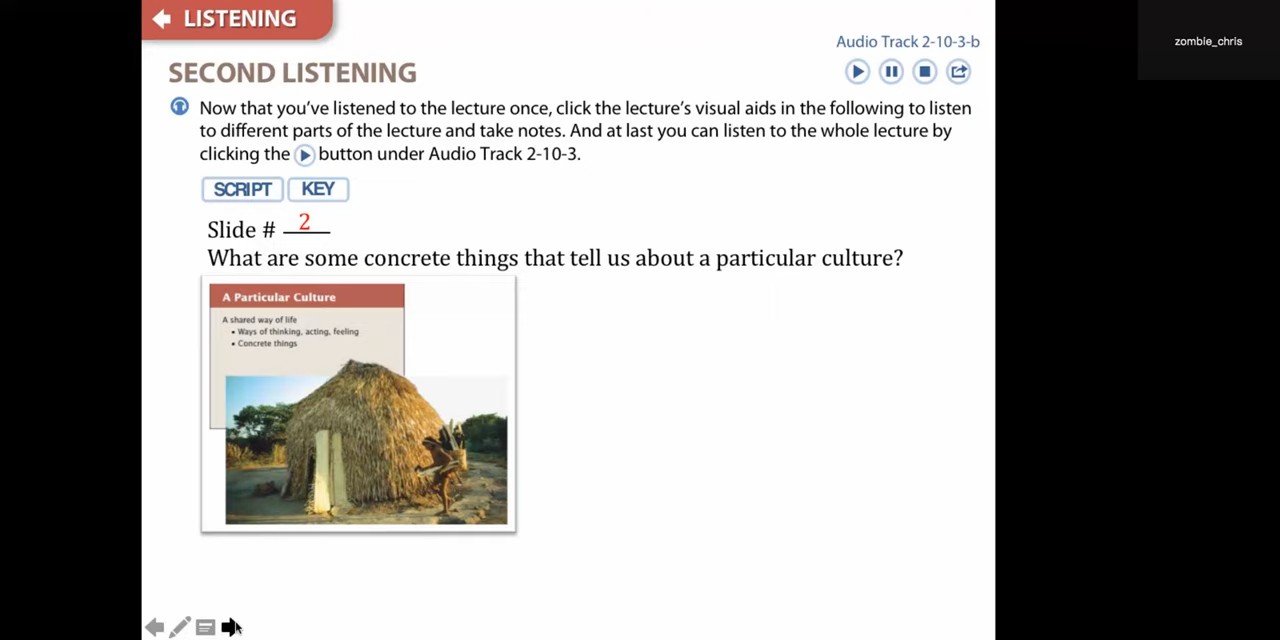 LISTENING
zombie_chris
Audio Track 2-10-3-b
SECOND LISTENING
Now that you've listened to the lecture once, click the lecture's visual aids in the following to listen
to different parts of the lecture and take notes. And at last you can listen to the whole lecture by
clicking the button under Audio Track 2-10-3.
SCRIPT KEY
Slide # 2
What are some concrete things that tell us about a particular culture?
A Particular Culture
A shared way of life
• Ways of thinking, acting, feeling
• Concrete things